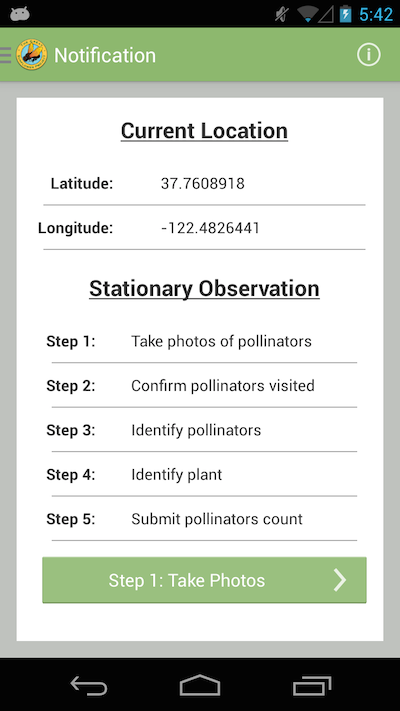 5:42
Notification
Current Location
Latitude: 37.7608918
Longitude: -122.4826441
Stationary Observation
Step 1: Take photos of pollinators
Step 2: Confirm pollinators visited
Step 3: Identify pollinators
Step 4: Identify plant
Step 5: Submit pollinators count
Step 1: Take Photos